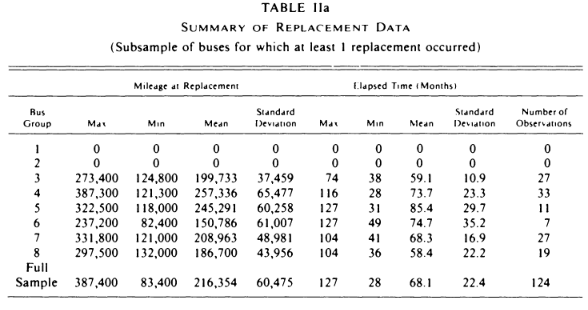 TABLE IIa
SUMMARY OF REPLACEMENT DATA
(Subsample of buses for which at least 1 replacement occurred)
Mileage at Replacement Elapsed Time (Months)
Bus Group Max Min Mean Standard Deviation Max Min Mean Standard Deviation Number of Observations
1 0 0 0 0 0 0 0 0 0
2 0 0 0 0 0 0 0 0 0
3 273,400 124,800 199,733 37,459 74 38 59.1 10.9 27
4 387,300 121,300 257,336 65,477 116 28 73.7 23.3 33
5 322,500 118,000 245,291 60,258 127 31 85.4 29.7 11
6 237,200 82,400 150,786 61,007 127 49 74.7 35.2 7
7 331,800 121,000 208,963 48,981 104 41 68.3 16.9 27
8 297,500 132,000 186,700 43,956 104 36 58.4 22.2 19
Full
Sample 387,400 83,400 216,354 60,475 127 28 68.1 22.4 124